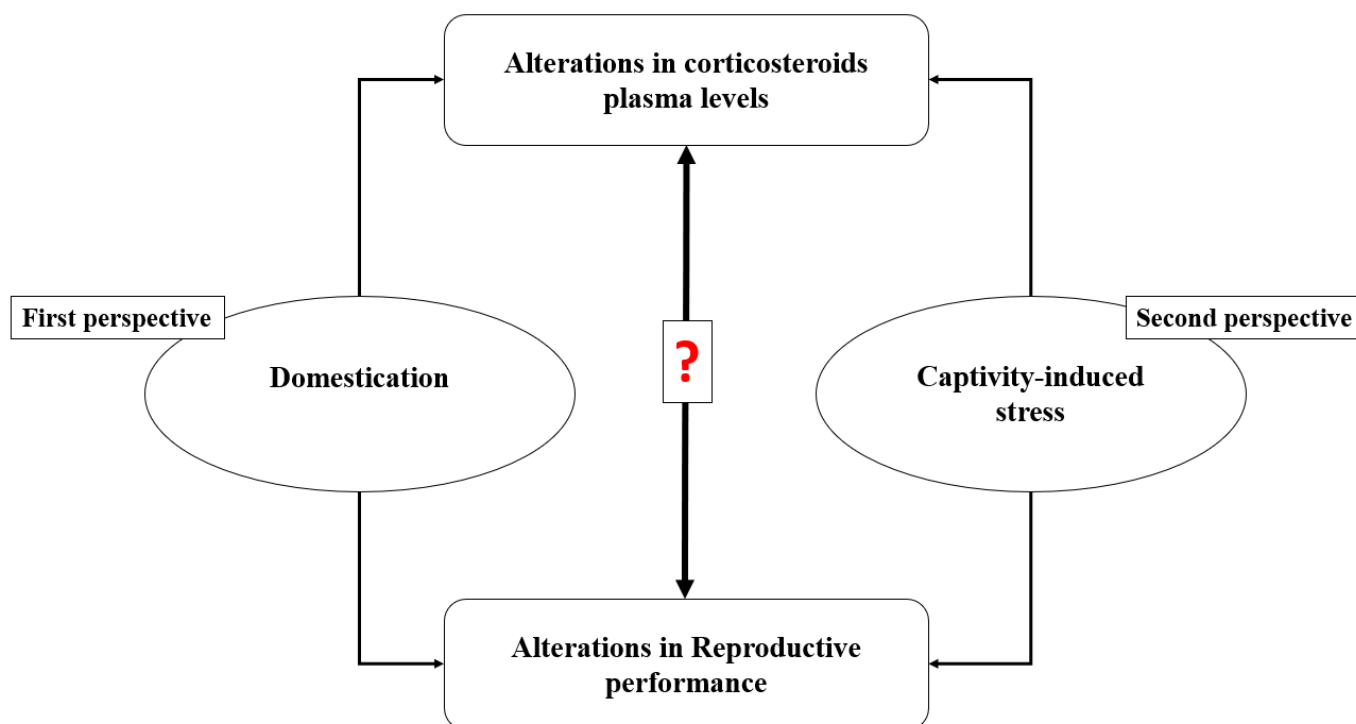 Alterations in corticosteroids
plasma levels
First perspective
Second perspective
Domestication
Captivity-induced
stress
?
Alterations in Reproductive
performance